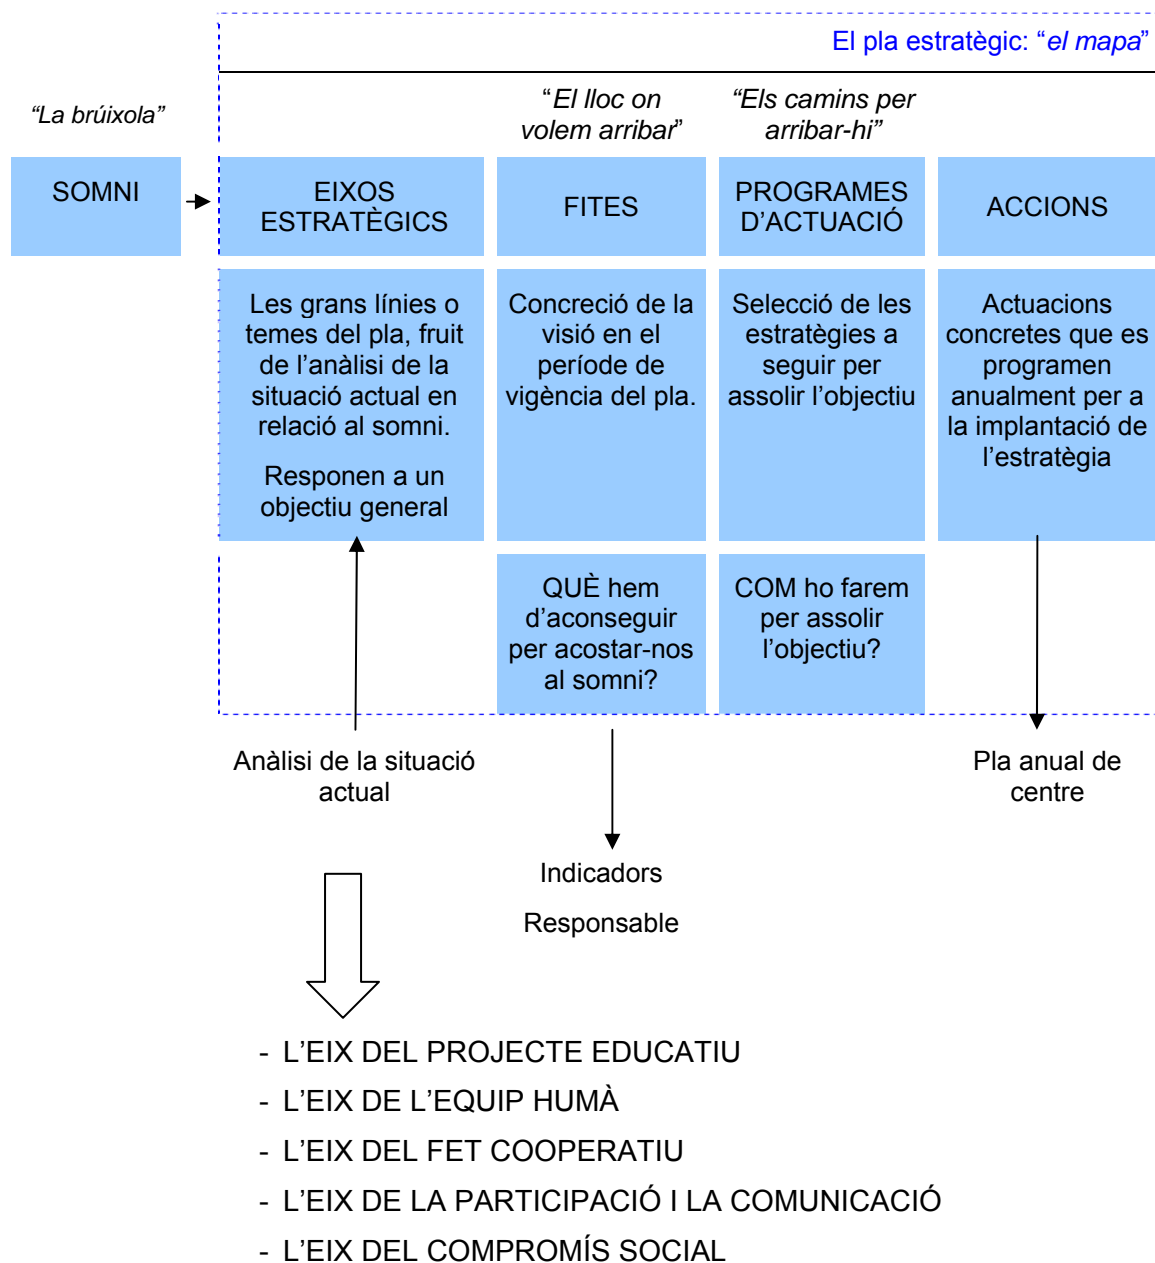 El pla estratègic: “el mapa”
“La brúixola”
“El lloc on
volem arribar”
“Els camins per
arribar-hi”
SOMNI
EIXOS
ESTRATÈGICS
FITES
PROGRAMES
D’ACTUACIÓ
ACCIONS
Les grans línies o
temes del pla, fruit
de l’anàlisi de la
situació actual en
relació al somni.
Responen a un
objectiu general
Concreció de la
visió en el
període de
vigència del pla.
Selecció de les
estratègies a
seguir per
assolir l’objectiu
Actuacions
concretes que es
programen
anualment per a
la implantació de
l’estratègia
QUÈ hem
d’aconseguir
per acostar-nos
al somni?
COM ho farem
per assolir
l’objectiu?
Anàlisi de la situació
actual
Pla anual de
centre
Indicadors
Responsable
- L’EIX DEL PROJECTE EDUCATIU
- L’EIX DE L’EQUIP HUMÀ
- L’EIX DEL FET COOPERATIU
- L’EIX DE LA PARTICIPACIÓ I LA COMUNICACIÓ
- L’EIX DEL COMPROMÍS SOCIAL